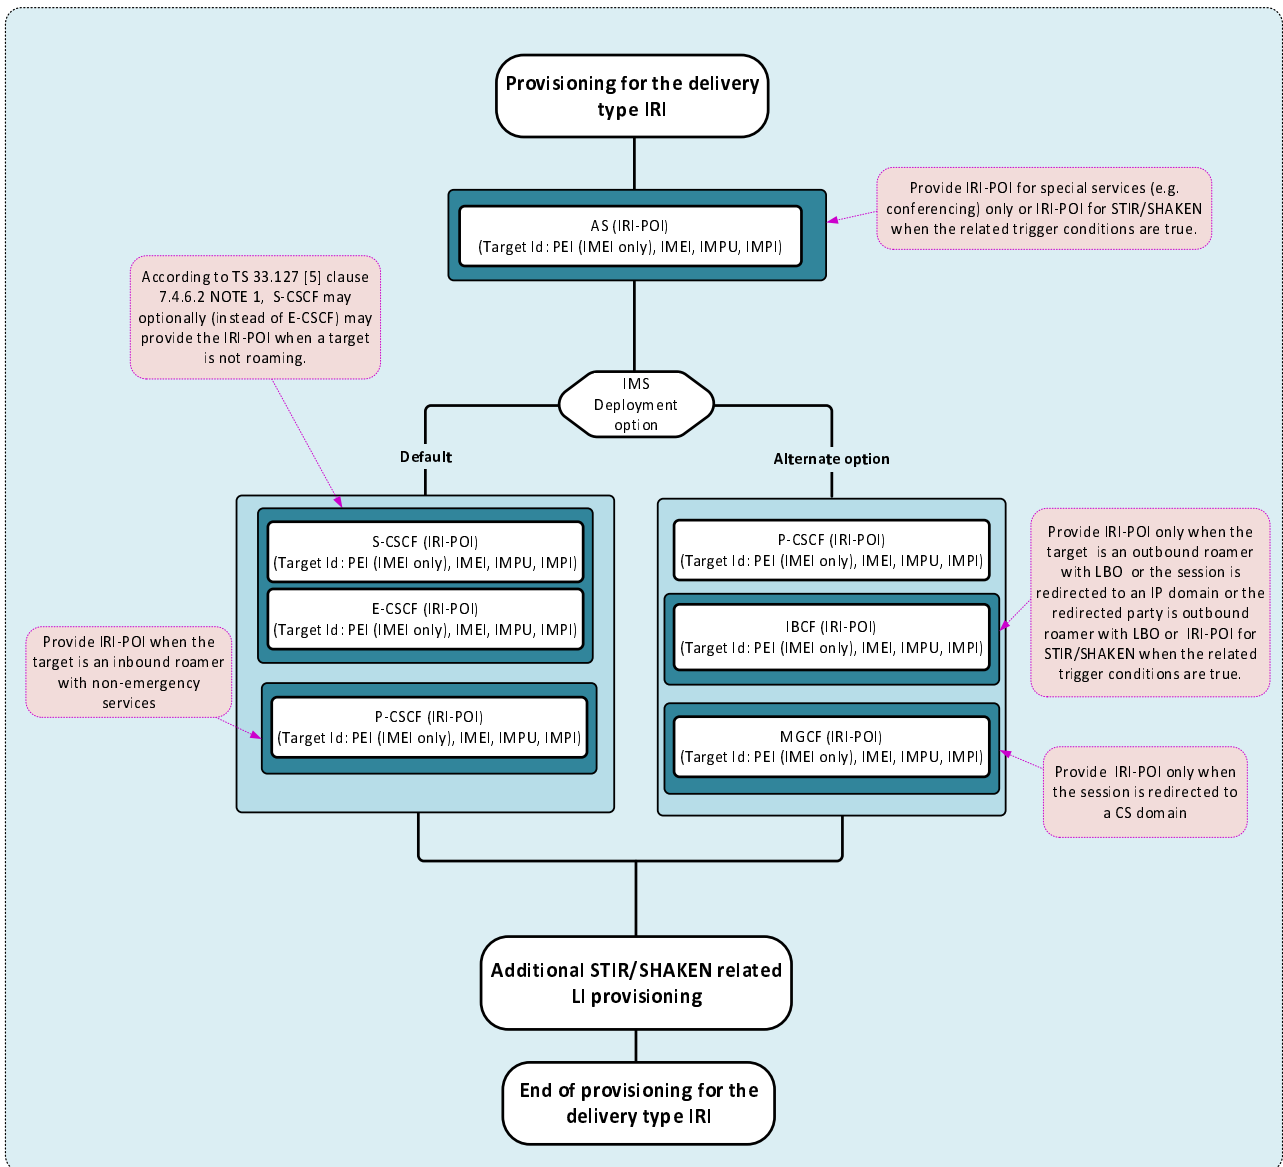 Provisioning for the delivery
type IRI
Provide IRI-POI for special services (e.g.
conferencing) only or IRI-POI for STIR/SHAKEN
when the related trigger conditions are true.
AS (IRI-POI)
(Target Id: PEI (IMEI only), IMEI, IMPU, IMPI)
According to TS 33.127 [5] clause
7.4.6.2 NOTE 1, S-CSCF may
optionally (instead of E-CSCF) may
provide the IRI-POI when a target
is not roaming.
IMS
Deployment
option
Default
Alternate option
S-CSCF (IRI-POI)
(Target Id: PEI (IMEI only), IMEI, IMPU, IMPI)
E-CSCF (IRI-POI)
(Target Id: PEI (IMEI only), IMEI, IMPU, IMPI)
Provide IRI-POI when the
target is an inbound roamer
with non-emergency
services
P-CSCF (IRI-POI)
(Target Id: PEI (IMEI only), IMEI, IMPU, IMPI)
P-CSCF (IRI-POI)
(Target Id: PEI (IMEI only), IMEI, IMPU, IMPI)
Provide IRI-POI only when the
target is an outbound roamer
with LBO or the session is
redirected to an IP domain or the
redirected party is outbound
roamer with LBO or IRI-POI for
STIR/SHAKEN when the related
trigger conditions are true.
IBCF (IRI-POI)
(Target Id: PEI (IMEI only), IMEI, IMPU, IMPI)
MGCF (IRI-POI)
(Target Id: PEI (IMEI only), IMEI, IMPU, IMPI)
Provide IRI-POI only when
the session is redirected to
a CS domain
Additional STIR/SHAKEN related
LI provisioning
End of provisioning for the
delivery type IRI